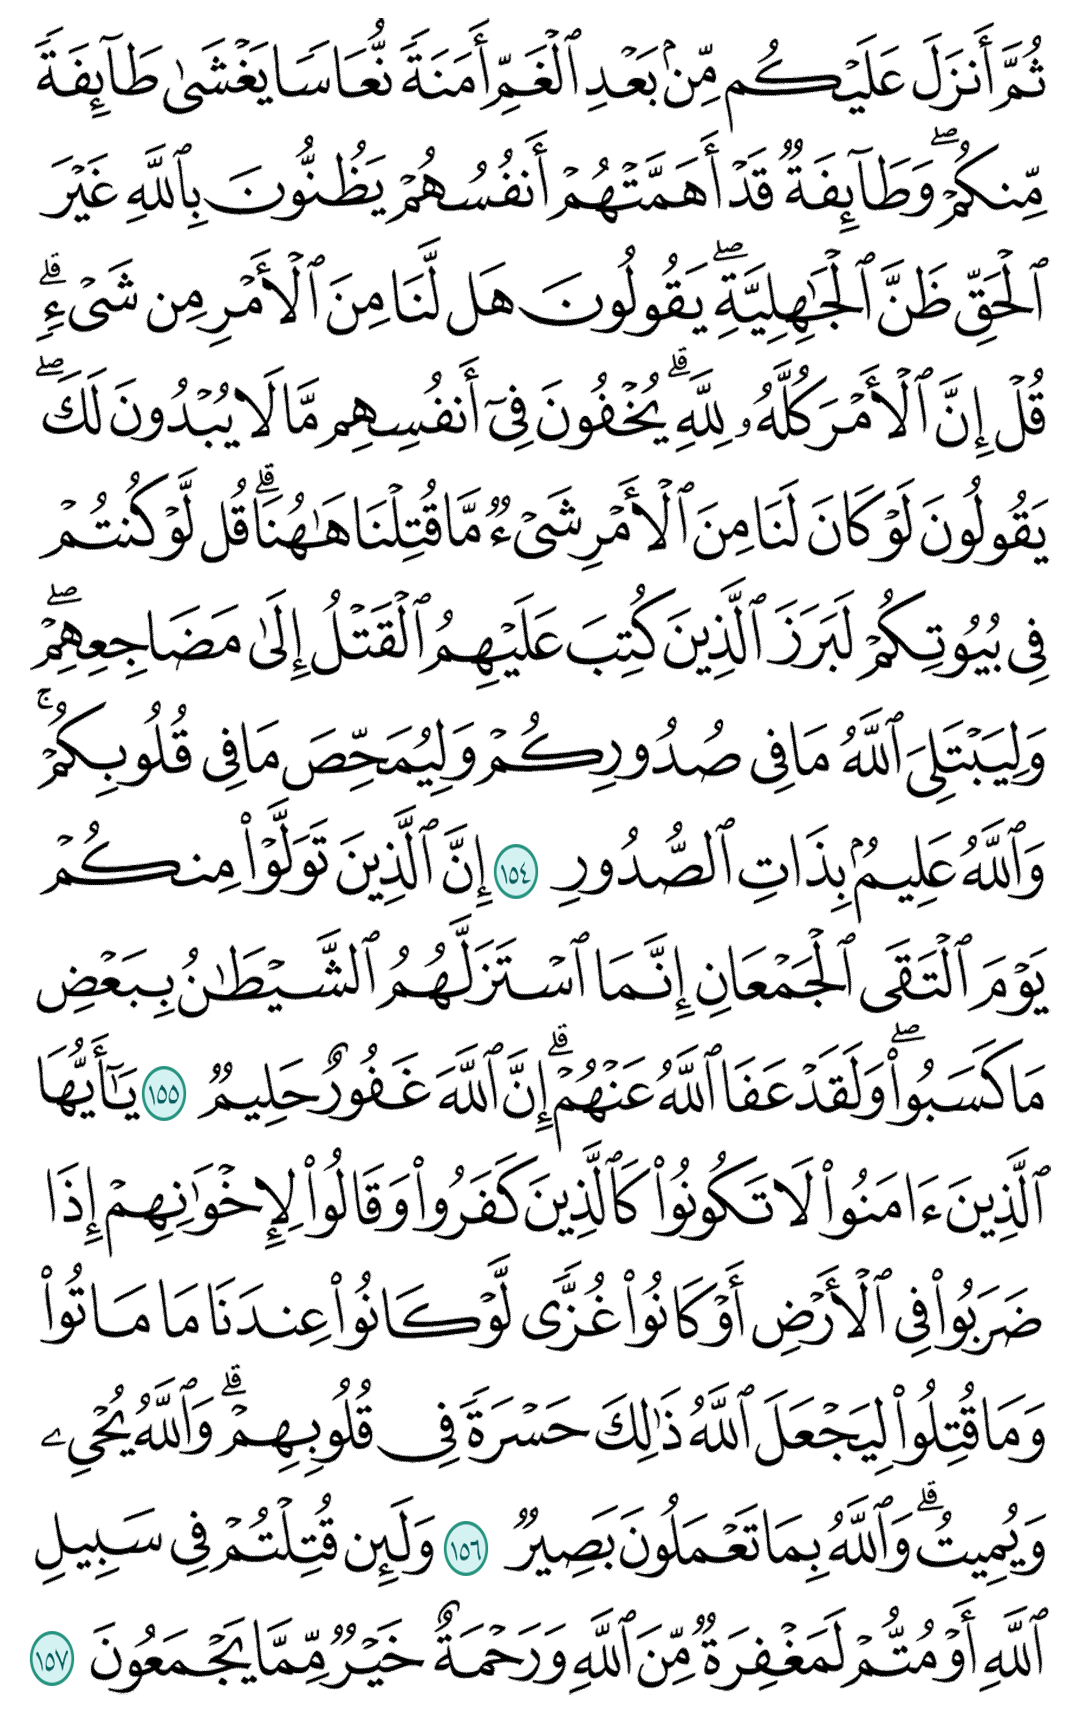 ثُمَّ أَنزَلَ عَلَيۡكُم مِّنۢ بَعۡدِ ٱلۡغَمِّ أَمَنَةٗ نُّعَاسٗا يَغۡشَىٰ طَآئِفَةٗ
مِّنكُمۡۖ وَطَآئِفَةٞ قَدۡ أَهَمَّتۡهُمۡ أَنفُسُهُمۡ يَظُنُّونَ بِٱللَّهِ غَيۡرَ
ٱلۡحَقِّ ظَنَّ ٱلۡجَٰهِلِيَّةِۖ يَقُولُونَ هَل لَّنَا مِنَ ٱلۡأَمۡرِ مِن شَيۡءٖۗ
قُلۡ إِنَّ ٱلۡأَمۡرَ كُلَّهُۥ لِلَّهِۗ يُخۡفُونَ فِيٓ أَنفُسِهِم مَّا لَا يُبۡدُونَ لَكَۖ
يَقُولُونَ لَوۡ كَانَ لَنَا مِنَ ٱلۡأَمۡرِ شَيۡءٞ مَّا قُتِلۡنَا هَٰهُنَاۗ قُل لَّوۡ كُنتُمۡ
فِي بُيُوتِكُمۡ لَبَرَزَ ٱلَّذِينَ كُتِبَ عَلَيۡهِمُ ٱلۡقَتۡلُ إِلَىٰ مَضَاجِعِهِمۡۖ
وَلِيَبۡتَلِيَ ٱللَّهُ مَا فِي صُدُورِكُمۡ وَلِيُمَحِّصَ مَا فِي قُلُوبِكُمۡۚ
وَٱللَّهُ عَلِيمُۢ بِذَاتِ ٱلصُّدُورِ ١٥٤ إِنَّ ٱلَّذِينَ تَوَلَّوۡاْ مِنكُمۡ
يَوۡمَ ٱلۡتَقَى ٱلۡجَمۡعَانِ إِنَّمَا ٱسۡتَزَلَّهُمُ ٱلشَّيۡطَٰنُ بِبَعۡضِ
مَا كَسَبُواْۖ وَلَقَدۡ عَفَا ٱللَّهُ عَنۡهُمۡۗ إِنَّ ٱللَّهَ غَفُورٌ حَلِيمٞ ١٥٥ يَٰٓأَيُّهَا
ٱلَّذِينَ ءَامَنُواْ لَا تَكُونُواْ كَٱلَّذِينَ كَفَرُواْ وَقَالُواْ لِإِخۡوَٰنِهِمۡ إِذَا
ضَرَبُواْ فِي ٱلۡأَرۡضِ أَوۡ كَانُواْ غُزّٗى لَّوۡ كَانُواْ عِندَنَا مَا مَاتُواْ
وَمَا قُتِلُواْ لِيَجۡعَلَ ٱللَّهُ ذَٰلِكَ حَسۡرَةٗ فِي قُلُوبِهِمۡۗ وَٱللَّهُ يُحۡيِۦ
وَيُمِيتُۗ وَٱللَّهُ بِمَا تَعۡمَلُونَ بَصِيرٞ ١٥٦ وَلَئِن قُتِلۡتُمۡ فِي سَبِيلِ
ٱللَّهِ أَوۡ مُتُّمۡ لَمَغۡفِرَةٞ مِّنَ ٱللَّهِ وَرَحۡمَةٌ خَيۡرٞ مِّمَّا يَجۡمَعُونَ ١٥٧